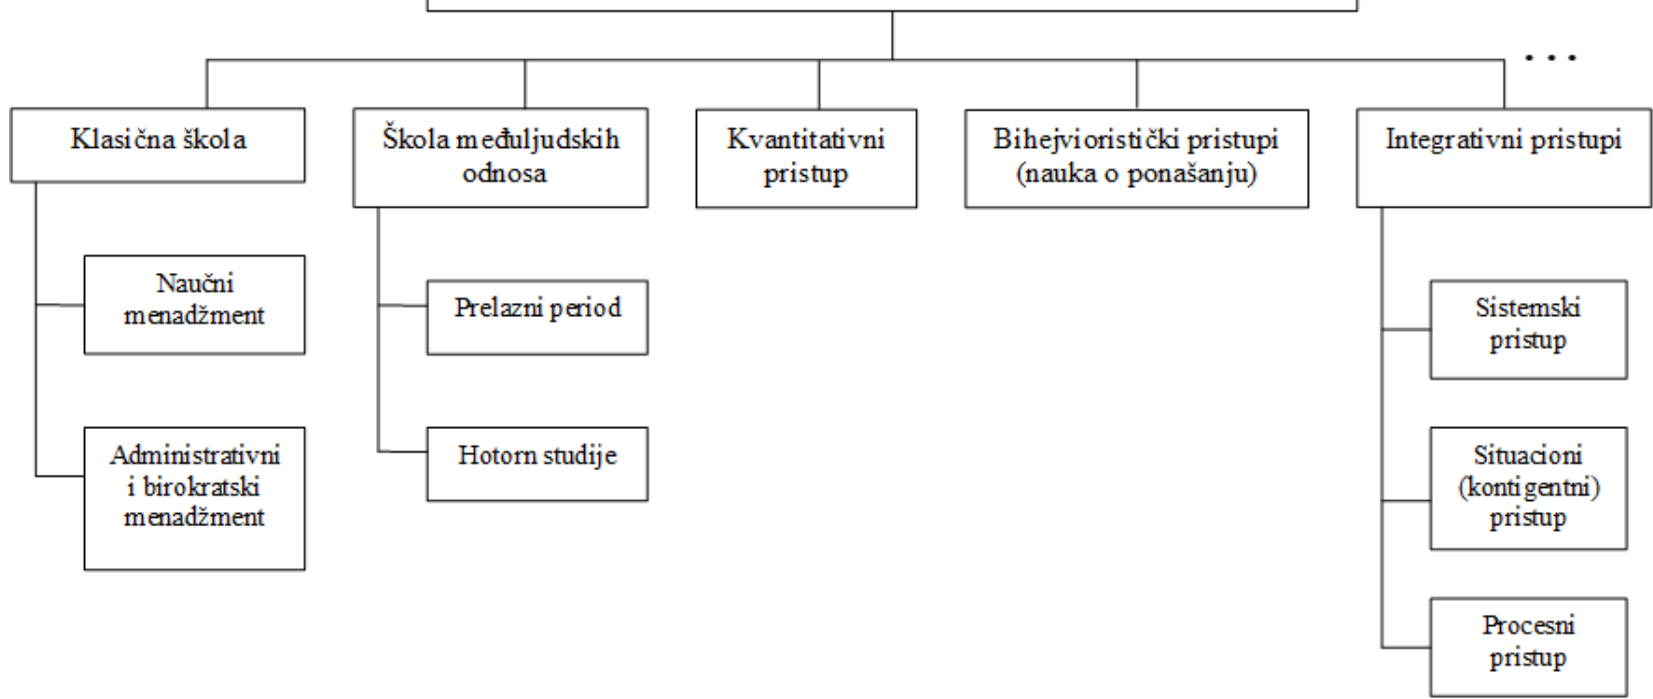 ...
Klasična škola
Škola međuljudskih
odnosa
Kvantitativni
pristup
Bihejvioristički pristupi
(nauka o ponašanju)
Integrativni pristupi
Naučni
menadžment
Administrativni
i birokratski
menadžment
Prelazni period
Hotorn studije
Sistemski
pristup
Situacioni
(kontigentni)
pristup
Procesni
pristup